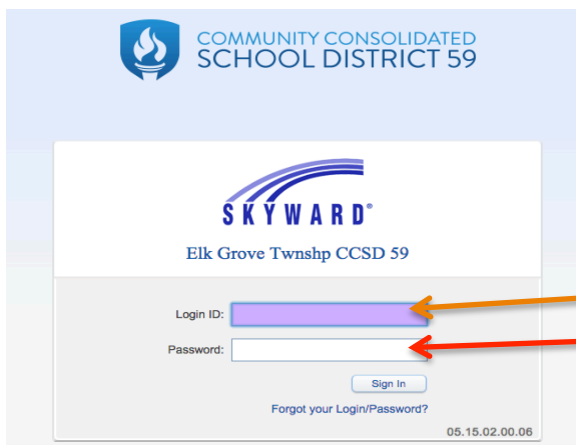 COMMUNITY CONSOLIDATED
SCHOOL DISTRICT 59
SKYWARD®
Elk Grove Twnshp CCSD 59
Login ID:
Password:
Sign In
Forgot your Login/Password?
05.15.02.00.06